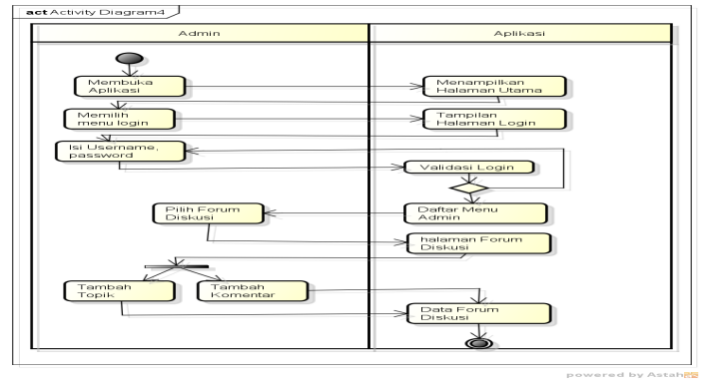 act Activity Diagram4
Admin
Aplikasi
Membuka
Aplikasi
Menampilkan
Halaman Utama
Memilih
menu login
Tampilan
Halaman Login
Isi Username,
password
Validasi Login
Pilih Forum
Diskusi
Daftar Menu
Admin
halaman Forum
Diskusi
Tambah
Topik
Tambah
Komentar
Data Forum
Diskusi
powered by Astah